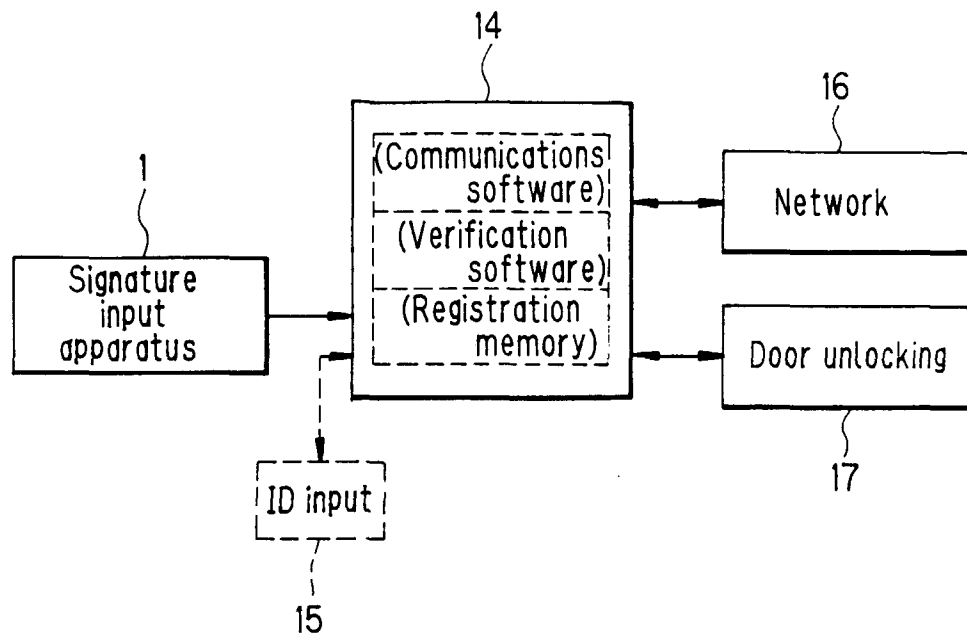 14
16
1
(Communications
software)
(Verification
software)
(Registration
memory)
Network
Signature
input
apparatus
Door unlocking
17
ID input
15